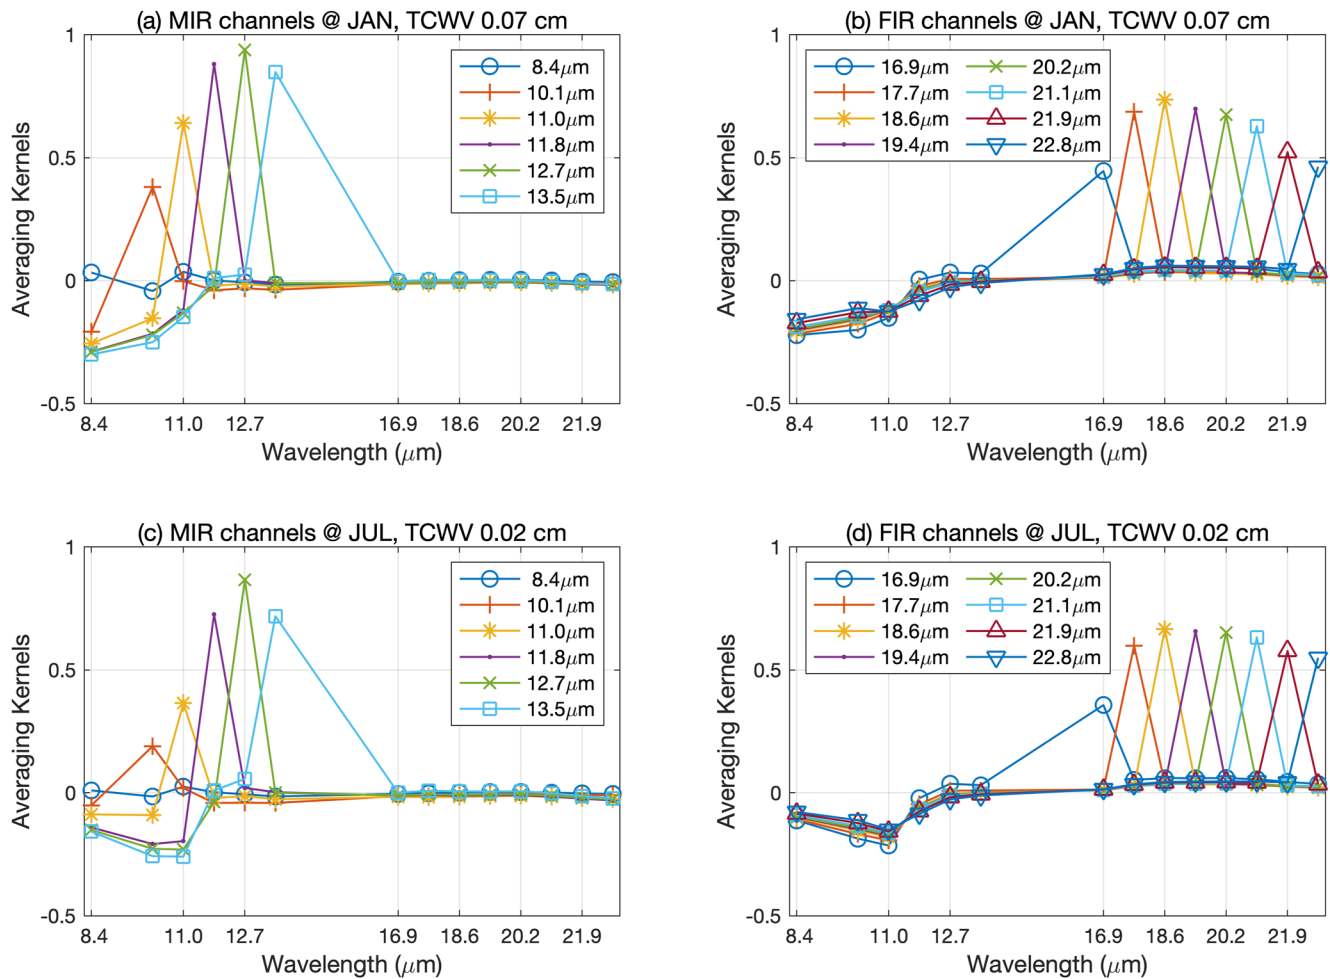 (a) MIR channels @ JAN, TCWV 0.07 cm
1
0.5
0
-0.5
Averaging Kernels
8.4μm
10.1μm
11.0μm
11.8μm
12.7μm
13.5μm
8.4 11.0 12.7 16.9 18.6 20.2 21.9
Wavelength (μm)
(b) FIR channels @ JAN, TCWV 0.07 cm
1
0.5
0
-0.5
Averaging Kernels
16.9μm 20.2μm
17.7μm 21.1μm
18.6μm 21.9μm
19.4μm 22.8μm
8.4 11.0 12.7 16.9 18.6 20.2 21.9
Wavelength (μm)
(c) MIR channels @ JUL, TCWV 0.02 cm
1
0.5
0
-0.5
Averaging Kernels
8.4μm
10.1μm
11.0μm
11.8μm
12.7μm
13.5μm
8.4 11.0 12.7 16.9 18.6 20.2 21.9
Wavelength (μm)
(d) FIR channels @ JUL, TCWV 0.02 cm
1
0.5
0
-0.5
Averaging Kernels
16.9μm 20.2μm
17.7μm 21.1μm
18.6μm 21.9μm
19.4μm 22.8μm
8.4 11.0 12.7 16.9 18.6 20.2 21.9
Wavelength (μm)